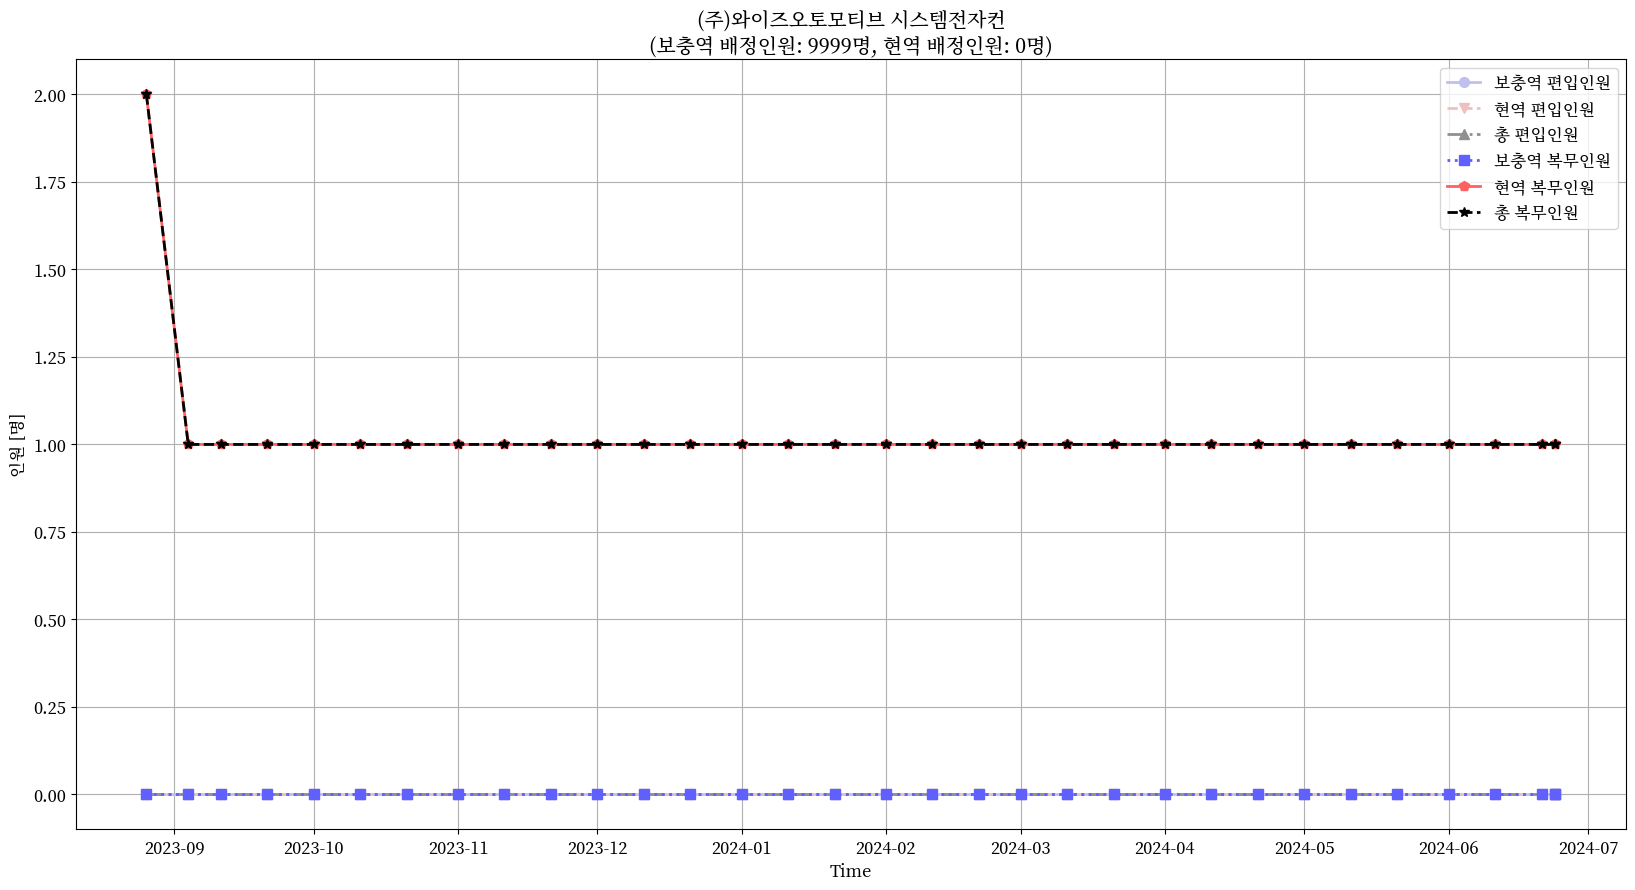 (주)와이즈오토모티브 시스템전자컨
(보충역 배정인원: 9999명, 현역 배정인원: 0명)
보충역 편입인원
현역 편입인원
총 편입인원
보충역 복무인원
현역 복무인원
총 복무인원
인원 [명]
2.00
1.75
1.50
1.25
1.00
0.75
0.50
0.25
0.00
2023-09 2023-10 2023-11 2023-12 2024-01 2024-02 2024-03 2024-04 2024-05 2024-06 2024-07
Time